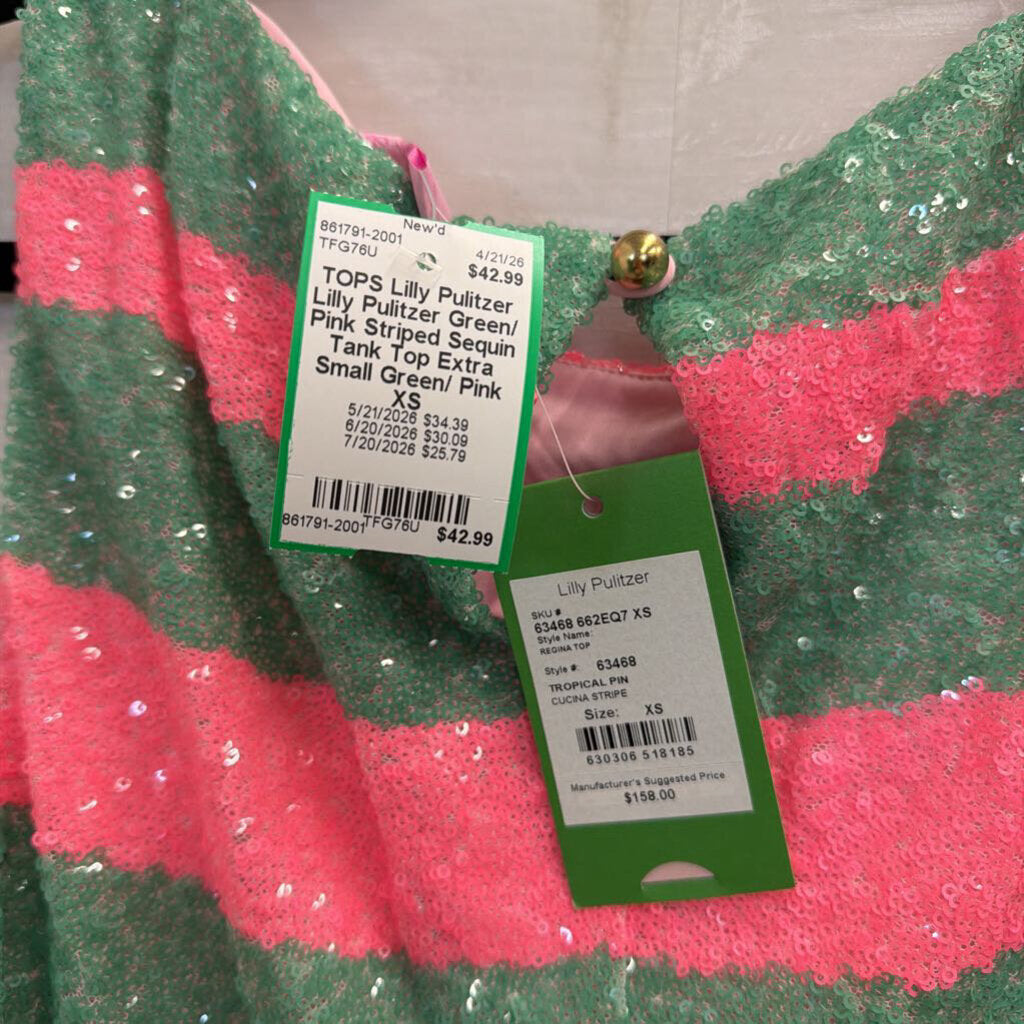 New'd
861791-2001
TFG76U
4/21/26
$42.99
TOPS Lilly Pulitzer
Lilly Pulitzer Green/
Pink Striped Sequin
Tank Top Extra
Small Green/ Pink
XS
5/21/2026 $34.39
6/20/2026 $30.09
7/20/2026 $25.79
861791-2001 TFG76U
$42.99
Lilly Pulitzer
SKU #
63468 662EQ7 XS
Style Name:
REGINA TOP
Style #: 63468
TROPICAL PIN
CUCINA STRIPE
Size: XS
630306 518185
Manufacturer's Suggested Price
$158.00